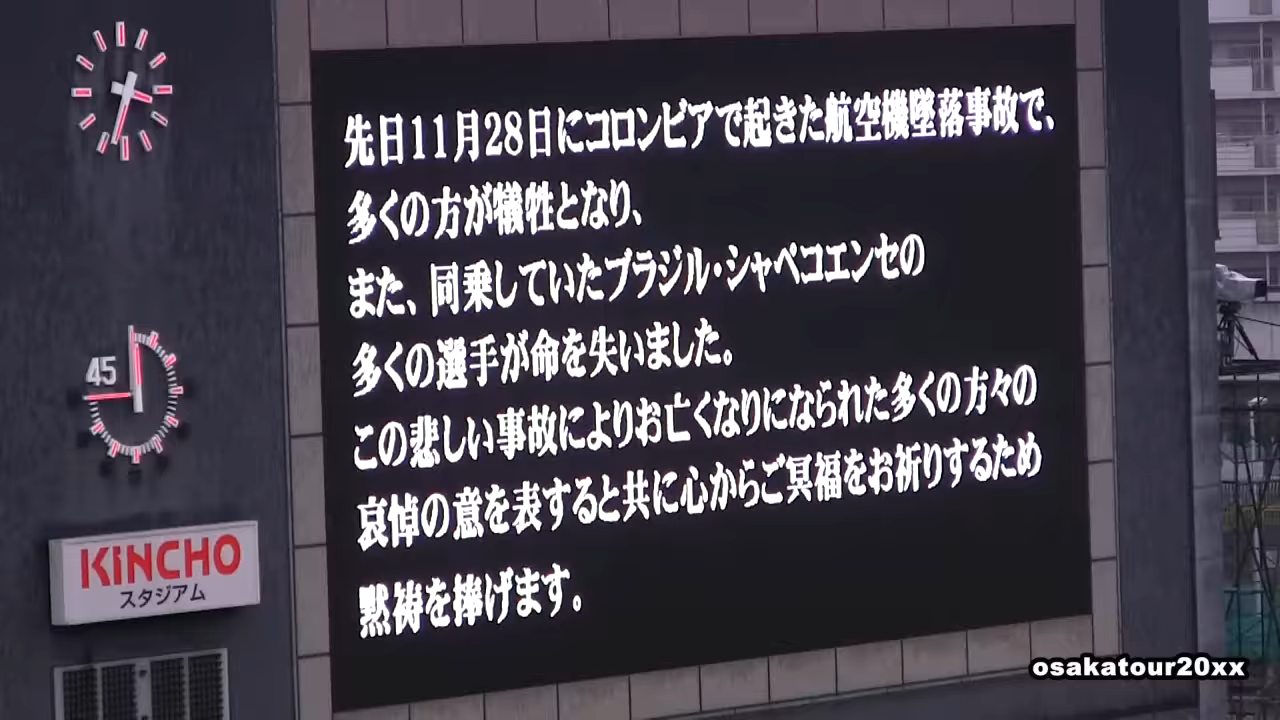 先日11月28日にコロンビアで起きた航空機墜落事故で、
多くの方が犠牲となり、
また、同乗していたブラジル・シャペコエンセの
多くの選手が命を失いました。
この悲しい事故によりお亡くなりになられた多くの方々の
哀悼の意を表すると共に心からご冥福をお祈りするため
黙祷を捧げます。
45
KINCHO
スタジアム
osakatour20xx